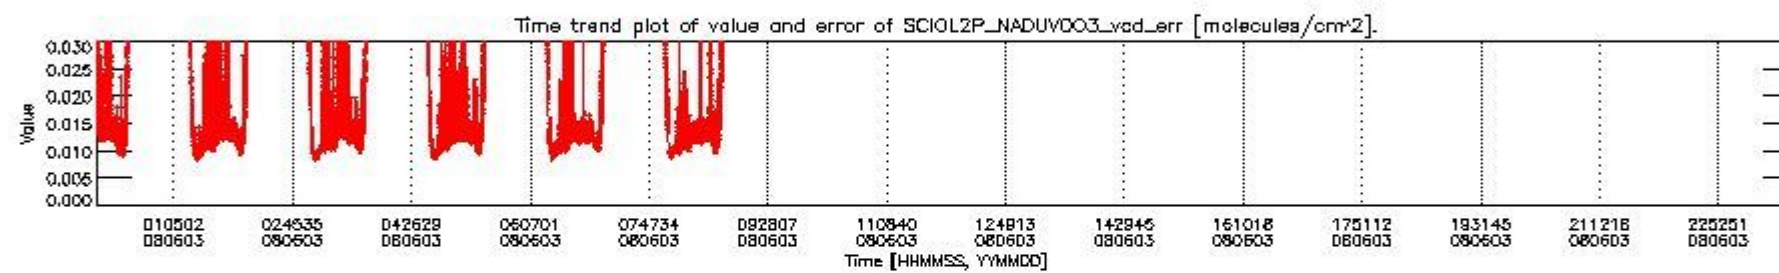 Time trend plot of value and error of SCIOL2P_NADUVOO3_vcd_err [molecules/cm^2].
0.030
0.025
0.020
0.015
0.010
0.005
0.000
Value
010502 024535 042629 060701 074734 092807 110840 124913 142945 161018 175112 193145 211218 225251
080603 080603 080603 080603 080603 080603 080603 080603 080603 080603 080603 080603 080603 080603
Time [HHMMSS, YYMMDD]